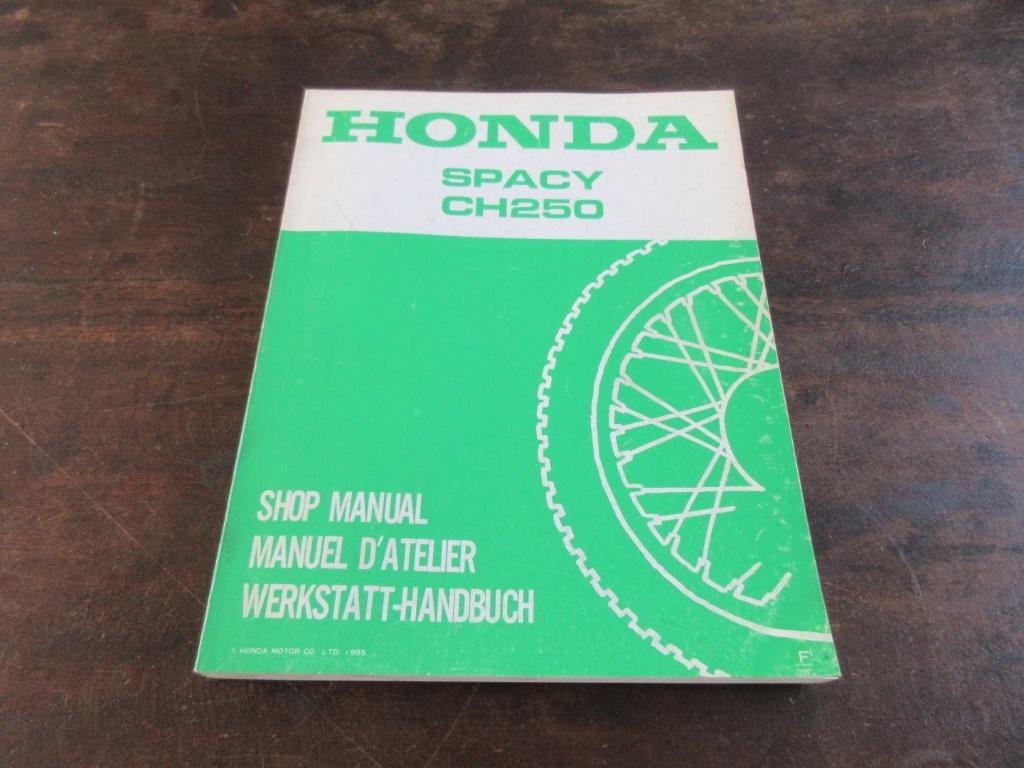 HONDA
SPACY
CH250
SHOP MANUAL
MANUEL D'ATELIER
WERKSTATT-HANDBUCH
© HONDA MOTOR CO LTD 1985
F